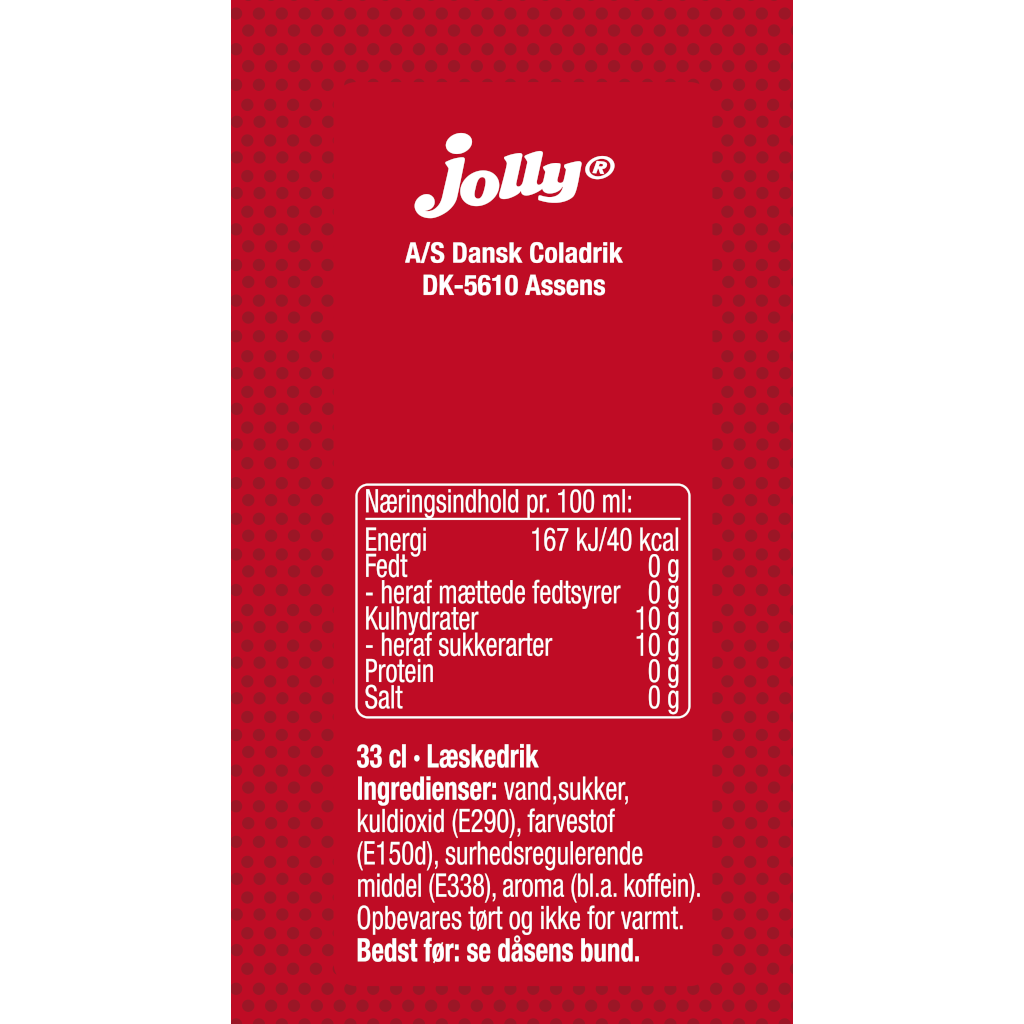 jolly®
A/S Dansk Coladrik
DK-5610 Assens
Næringsindhold pr. 100 ml:
Energi 167 kJ/40 kcal
Fedt 0 g
- heraf mættede fedtsyrer 0 g
Kulhydrater 10 g
- heraf sukkerarter 10 g
Protein 0 g
Salt 0 g
33 cl • Læskedrik
Ingredienser: vand,sukker,
kuldioxid (E290), farvestof
(E150d), surhedsregulerende
middel (E338), aroma (bl.a. koffein).
Opbevares tørt og ikke for varmt.
Bedst før: se dåsens bund.